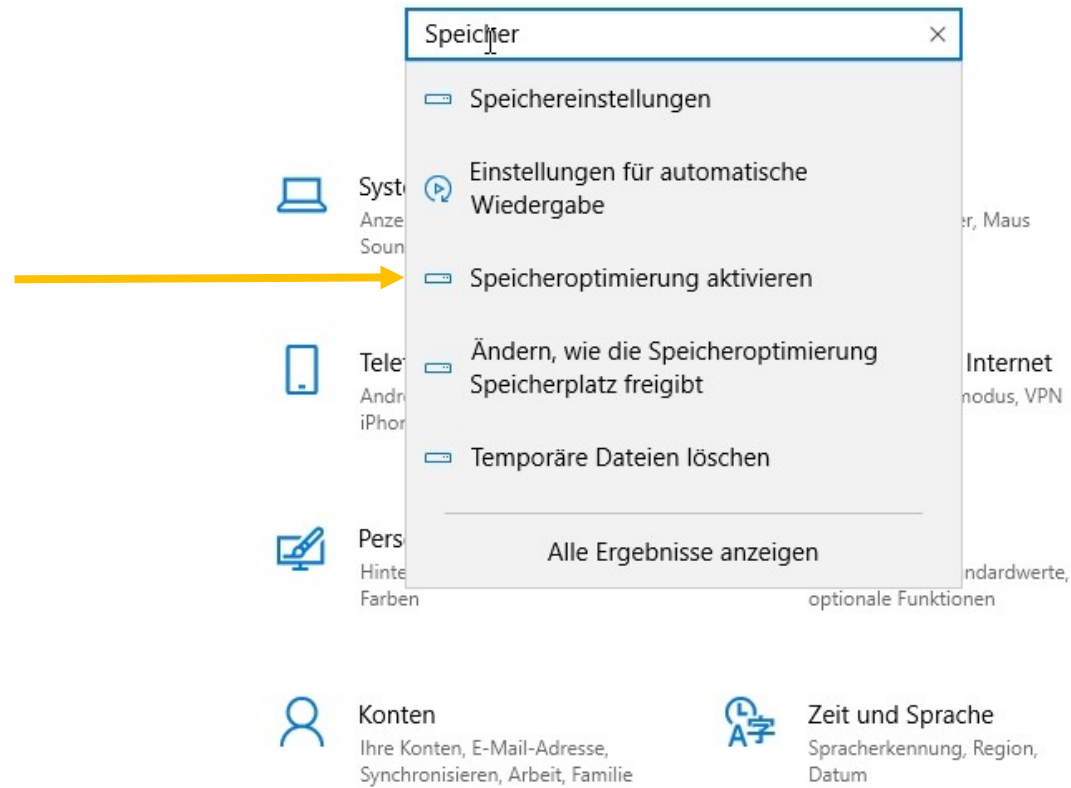 Speicher
Speichereinstellungen
Einstellungen für automatische
Wiedergabe
Speicheroptimierung aktivieren
Ändern, wie die Speicheroptimierung
Speicherplatz freigibt
Temporäre Dateien löschen
Alle Ergebnisse anzeigen
Maus
Internet
VPN
Farben
optionale Funktionen
Konten
Ihre Konten, E-Mail-Adresse,
Synchronisieren, Arbeit, Familie
Zeit und Sprache
Spracherkennung, Region,
Datum